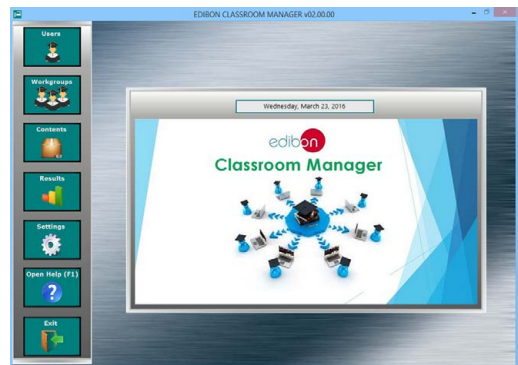 EDIBON CLASSROOM MANAGER v02.00.00
Users
Workgroups
Contents
Results
Settings
Open Help (F1)
?
Exit
Wednesday, March 23, 2016
edibon
Classroom Manager